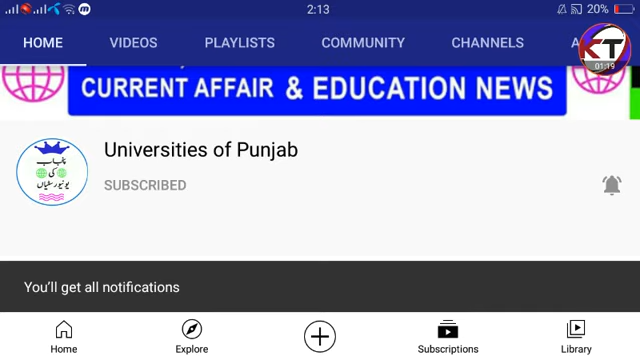 2:13
20%
HOME VIDEOS PLAYLISTS COMMUNITY CHANNELS A
KT
01:19
CURRENT AFFAIR & EDUCATION NEWS
پنجاب
کی
یونیورسٹیاں
Universities of Punjab
SUBSCRIBED
You'll get all notifications
Home Explore Subscriptions Library